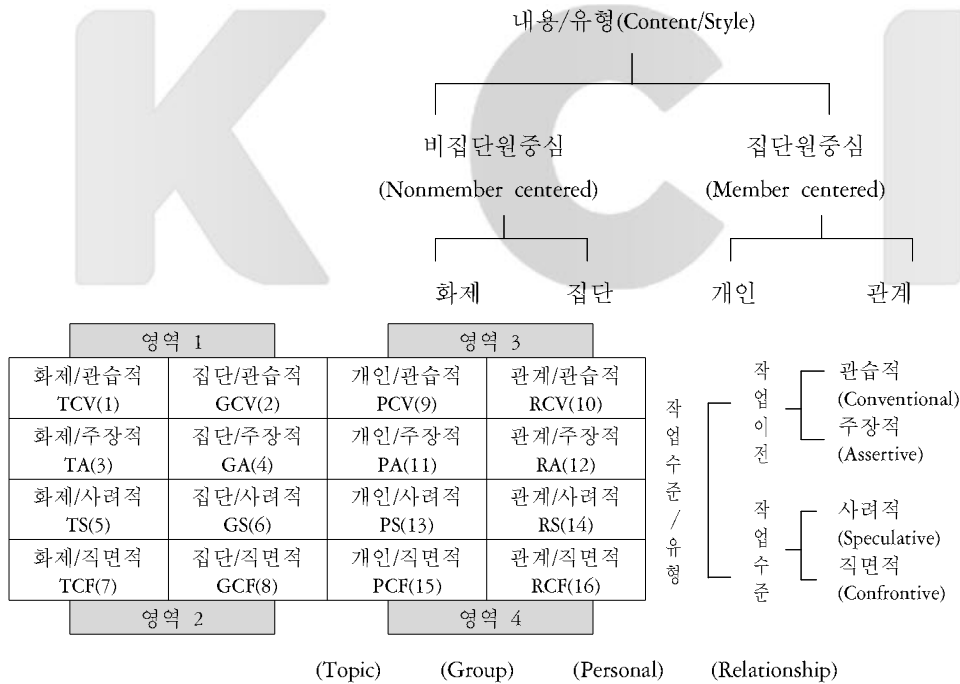 KCI
내용/유형(Content/Style)
비집단원중심 집단원중심
(Nonmember centered) (Member centered)
화제 집단 개인 관계
영역 1 영역 3
화제/관습적 집단/관습적 개인/관습적 관계/관습적
TCV(1) GCV(2) PCV(9) RCV(10)
화제/주장적 집단/주장적 개인/주장적 관계/주장적
TA(3) GA(4) PA(11) RA(12)
화제/사려적 집단/사려적 개인/사려적 관계/사려적
TS(5) GS(6) PS(13) RS(14)
화제/직면적 집단/직면적 개인/직면적 관계/직면적
TCF(7) GCF(8) PCF(15) RCF(16)
영역 2 영역 4
작업수준/유형
작업이전
관습적
(Conventional)
주장적
(Assertive)
작업수준
사려적
(Speculative)
직면적
(Confrontive)
(Topic) (Group) (Personal) (Relationship)